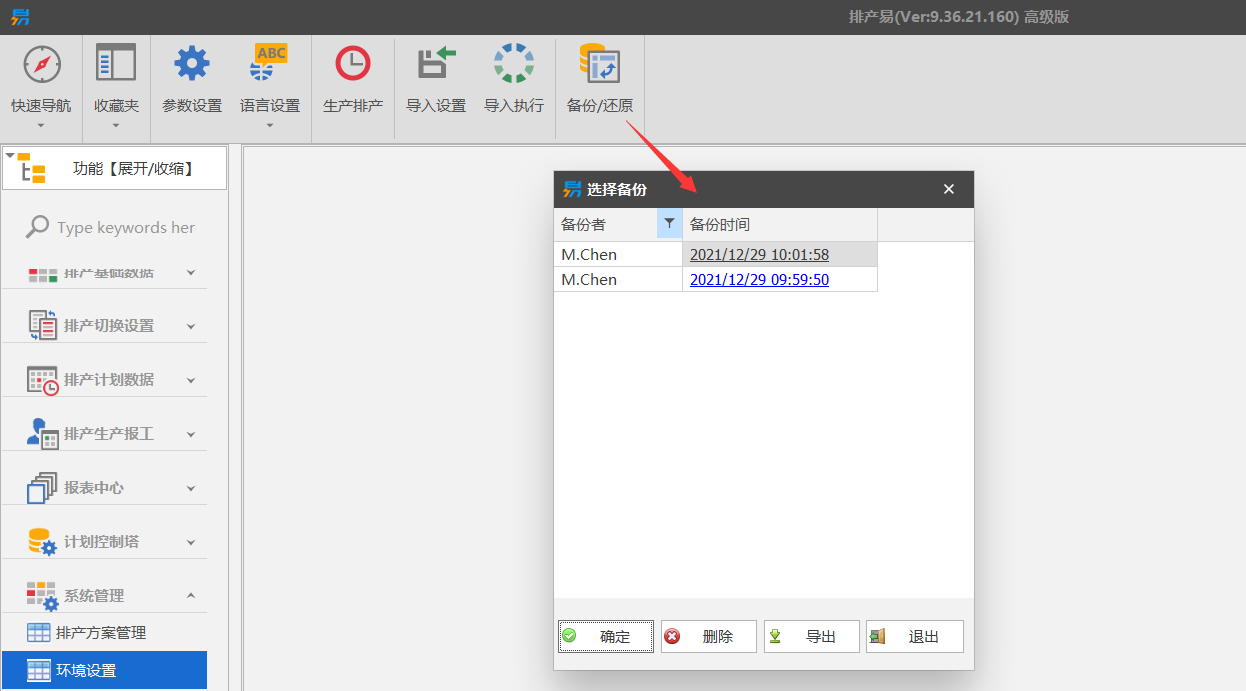 排产易(Ver:9.36.21.160) 高级版
快速导航 收藏夹 参数设置 语言设置 生产排产 导入设置 导入执行 备份/还原
ABC
功能【展开/收缩】
Type keywords her
排产基础数据
排产切换设置
排产计划数据
排产生产报工
报表中心
计划控制塔
系统管理
排产方案管理
环境设置
选择备份
备份者 备份时间
M.Chen 2021/12/29 10:01:58
M.Chen 2021/12/29 09:59:50
确定 删除 导出 退出